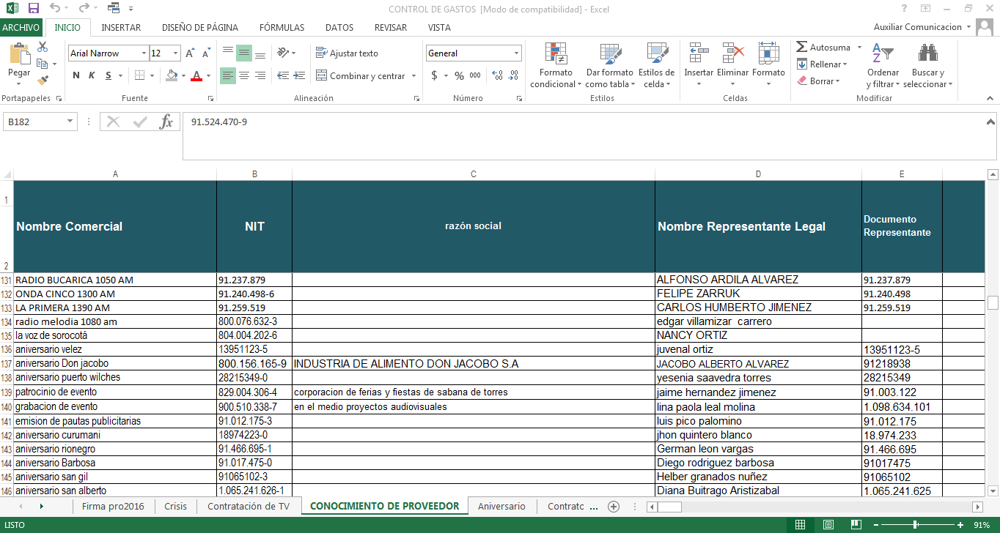 CONTROL DE GASTOS [Modo de compatibilidad] - Excel
ARCHIVO INICIO INSERTAR DISEÑO DE PÁGINA FÓRMULAS DATOS REVISAR VISTA Auxiliar Comunicacion
Pegar
Portapapeles
Arial Narrow 12
N K S
Fuente
Ajustar texto
Combinar y centrar
Alineación
General
$ % 000
Número
Formato condicional
Dar formato como tabla
Estilos de celda
Estilos
Insertar Eliminar Formato
Celdas
Autosuma
Rellenar
Borrar
Ordenar y filtrar
Buscar y seleccionar
Modificar
B182 fx 91.524.470-9
A B C D E
1
2
Nombre Comercial NIT razón social Nombre Representante Legal Documento Representante
131 RADIO BUCARICA 1050 AM 91.237.879 ALFONSO ARDILA ALVAREZ 91.237.879
132 ONDA CINCO 1300 AM 91.240.498-6 FELIPE ZARRUK 91.240.498
133 LA PRIMERA 1390 AM 91.259.519 CARLOS HUMBERTO JIMENEZ 91.259.519
134 radio melodia 1080 am 800.076.632-3 edgar villamizar carrero
135 la voz de sorocotá 804.004.202-6 NANCY ORTIZ
136 aniversario velez 13951123-5 juvenal ortiz 13951123-5
137 aniversario Don jacobo 800.156.165-9 INDUSTRIA DE ALIMENTO DON JACOBO S.A JACOBO ALBERTO ALVAREZ 91218938
138 aniversario puerto wilches 28215349-0 yesenia saavedra torres 28215349
139 patrocinio de evento 829.004.306-4 corporacion de ferias y fiestas de sabana de torres jaime hernandez jimenez 91.003.122
140 grabacion de evento 900.510.338-7 en el medio proyectos audiovisuales lina paola leal molina 1.098.634.101
141 emision de pautas publicitarias 91.012.175-3 luis pico palomino 91.012.175
142 aniversario curumani 18974223-0 jhon quintero blanco 18.974.233
143 aniversario rionegro 91.466.695-1 German leon vargas 91.466.695
144 aniversario Barbosa 91.017.475-0 Diego rodriguez barbosa 91017475
145 aniversario san gil 91065102-3 Helber granados nuñez 91065102
146 aniversario san alberto 1.065.241.626-1 Diana Buitrago Aristizabal 1.065.241.625
Firma pro2016 Crisis Contratación de TV CONOCIMIENTO DE PROVEEDOR Aniversario Contratc ...
LISTO 91%